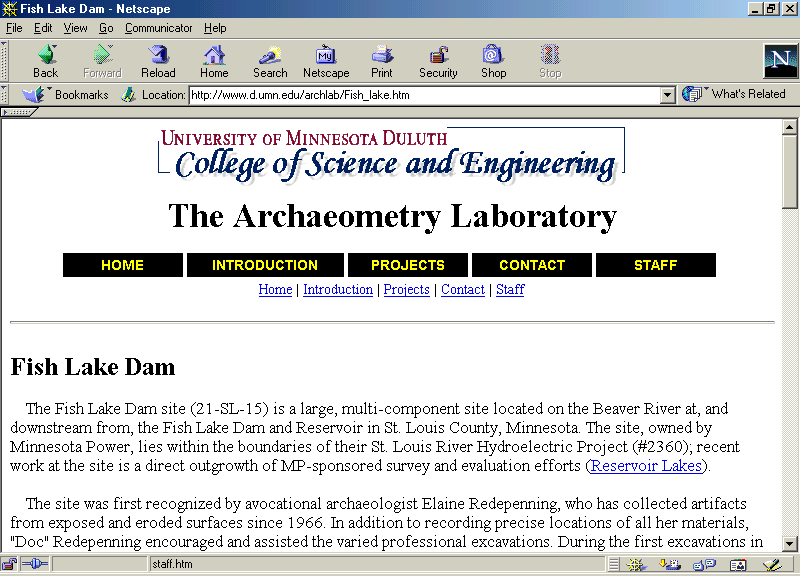 Fish Lake Dam - Netscape
File Edit View Go Communicator Help
Back Forward Reload Home Search Netscape Print Security Shop Stop
My
N
Bookmarks Location: http://www.d.umn.edu/archlab/Fish_lake.htm What's Related
UNIVERSITY OF MINNESOTA DULUTH
College of Science and Engineering
The Archaeometry Laboratory
HOME INTRODUCTION PROJECTS CONTACT STAFF
Home | Introduction | Projects | Contact | Staff
Fish Lake Dam
The Fish Lake Dam site (21-SL-15) is a large, multi-component site located on the Beaver River at, and
downstream from, the Fish Lake Dam and Reservoir in St. Louis County, Minnesota. The site, owned by
Minnesota Power, lies within the boundaries of their St. Louis River Hydroelectric Project (#2360); recent
work at the site is a direct outgrowth of MP-sponsored survey and evaluation efforts (Reservoir Lakes).
The site was first recognized by avocational archaeologist Elaine Redepenning, who has collected artifacts
from exposed and eroded surfaces since 1966. In addition to recording precise locations of all her materials,
"Doc" Redepenning encouraged and assisted the varied professional excavations. During the first excavations in
staff.htm